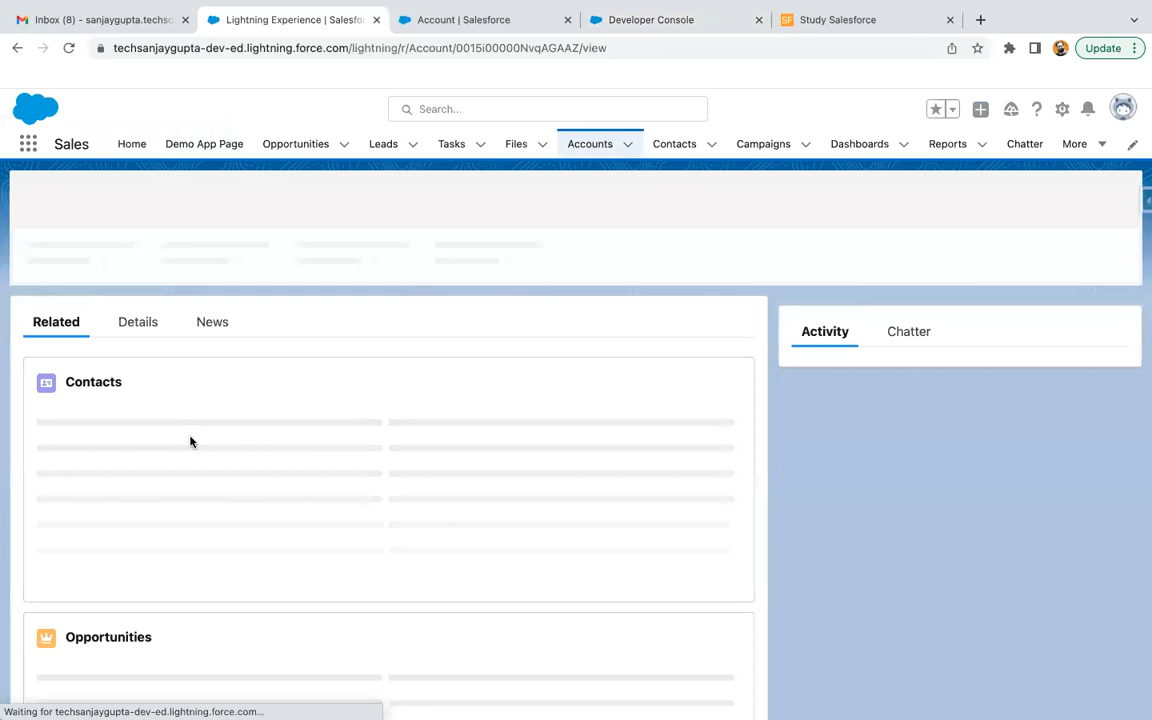 Inbox (8) - sanjaygupta.techsc
Lightning Experience | Salesfo
Account | Salesforce
Developer Console
SF Study Salesforce
techsanjaygupta-dev-ed.lightning.force.com/lightning/r/Account/0015i00000NvqAGAAZ/view
Update
Search...
Sales Home Demo App Page Opportunities Leads Tasks Files Accounts Contacts Campaigns Dashboards Reports Chatter More
Related Details News
Activity Chatter
Contacts
Opportunities
Waiting for techsanjaygupta-dev-ed.lightning.force.com...